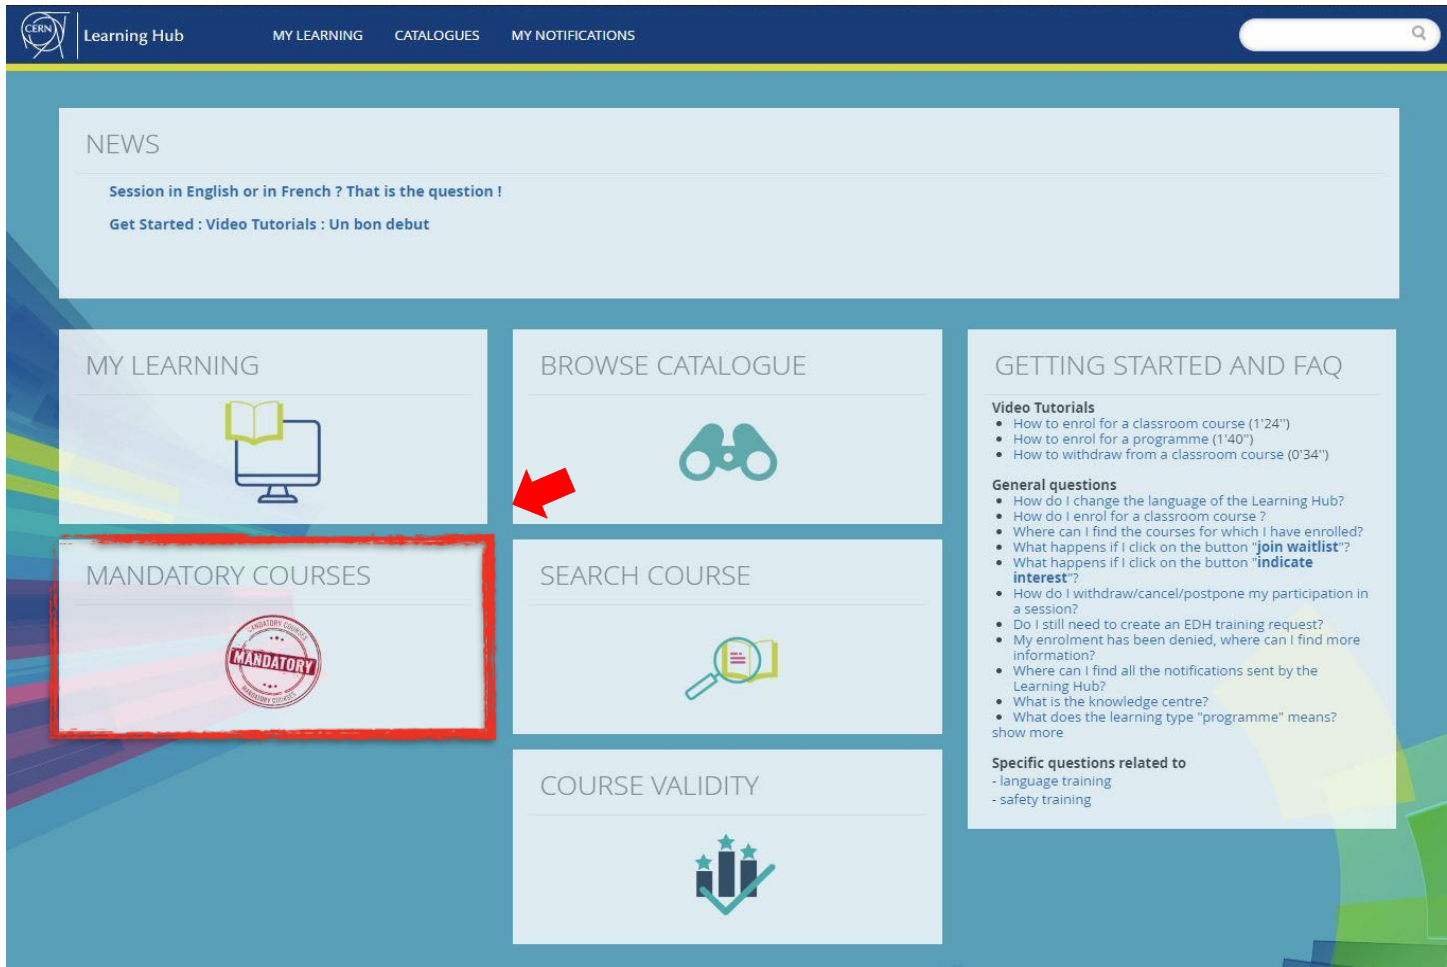 CERN
Learning Hub
MY LEARNING
CATALOGUES
MY NOTIFICATIONS
NEWS
Session in English or in French ? That is the question !
Get Started : Video Tutorials : Un bon debut
MY LEARNING
BROWSE CATALOGUE
MANDATORY COURSES
MANDATORY COURSES
MANDATORY
MANDATORY COURSES
SEARCH COURSE
COURSE VALIDITY
GETTING STARTED AND FAQ
Video Tutorials
How to enrol for a classroom course (1'24'')
How to enrol for a programme (1'40'')
How to withdraw from a classroom course (0'34'')
General questions
How do I change the language of the Learning Hub?
How do I enrol for a classroom course ?
Where can I find the courses for which I have enrolled?
What happens if I click on the button "join waitlist"?
What happens if I click on the button "indicate
interest"?
How do I withdraw/cancel/postpone my participation in
a session?
Do I still need to create an EDH training request?
My enrolment has been denied, where can I find more
information?
Where can I find all the notifications sent by the
Learning Hub?
What is the knowledge centre?
What does the learning type "programme" means?
show more
Specific questions related to
- language training
- safety training